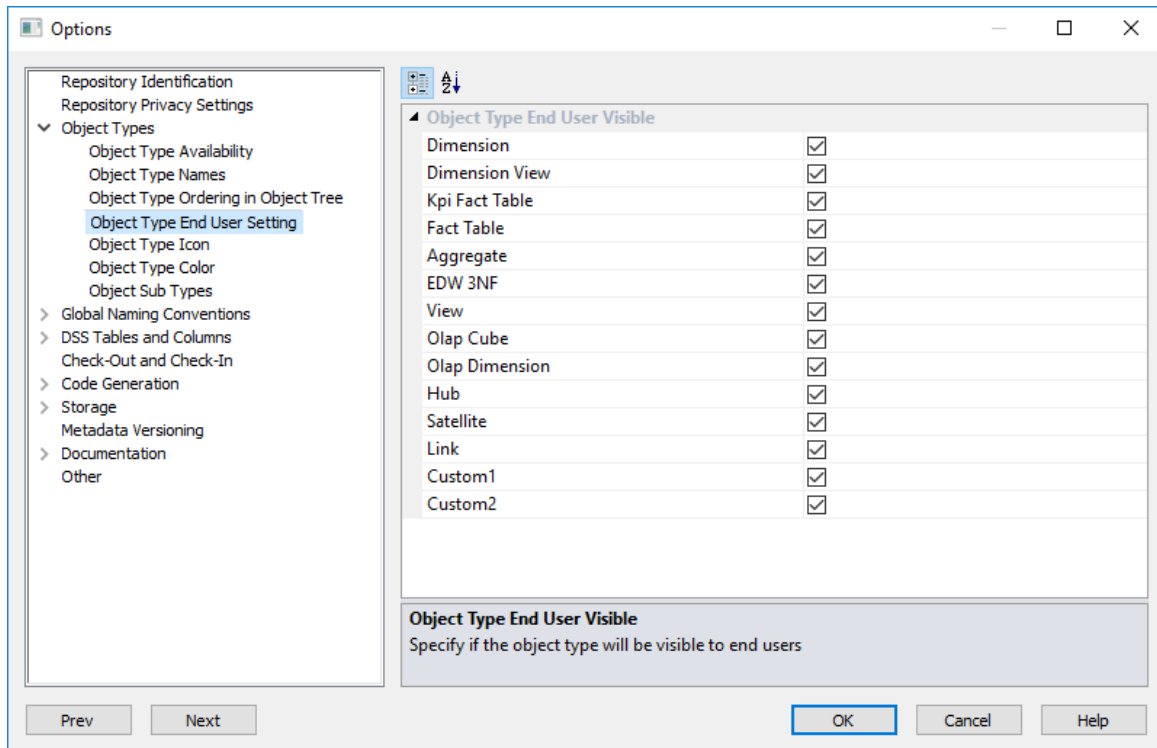 Options
Repository Identification
Repository Privacy Settings
Object Types
Object Type Availability
Object Type Names
Object Type Ordering in Object Tree
Object Type End User Setting
Object Type Icon
Object Type Color
Object Sub Types
Global Naming Conventions
DSS Tables and Columns
Check-Out and Check-In
Code Generation
Storage
Metadata Versioning
Documentation
Other
A
Z
Object Type End User Visible
Dimension
Dimension View
Kpi Fact Table
Fact Table
Aggregate
EDW 3NF
View
Olap Cube
Olap Dimension
Hub
Satellite
Link
Custom1
Custom2
Object Type End User Visible
Specify if the object type will be visible to end users
Prev Next OK Cancel Help